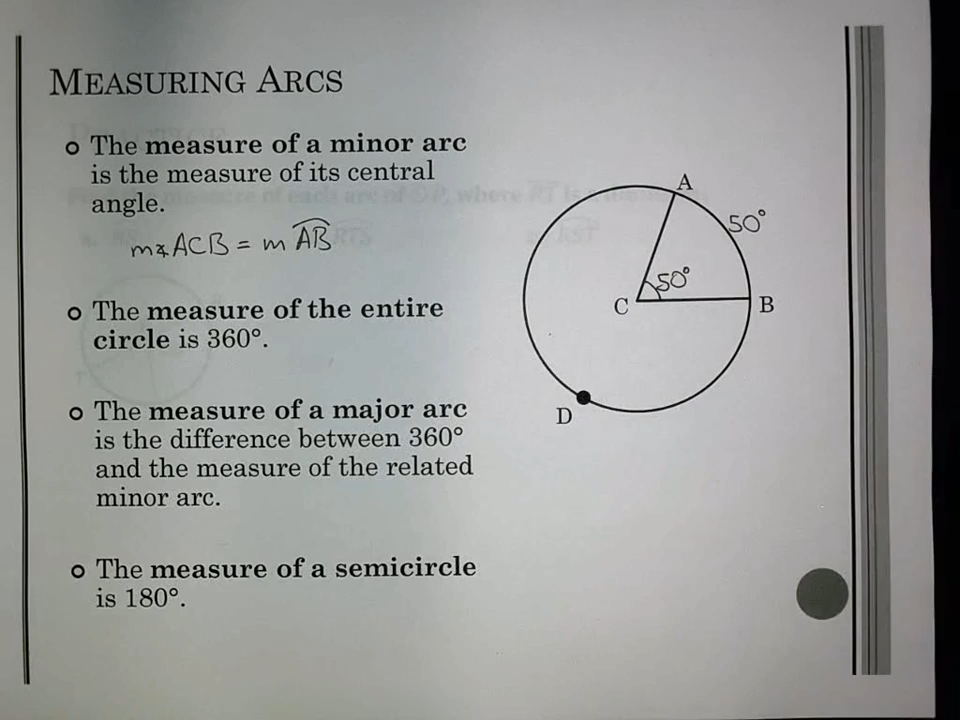 MEASURING ARCS
The measure of a minor arc
is the measure of its central
angle.
m∡ACB = m AB
The measure of the entire
circle is 360°.
The measure of a major arc
is the difference between 360°
and the measure of the related
minor arc.
The measure of a semicircle
is 180°.
A
50°
50°
C
B
D